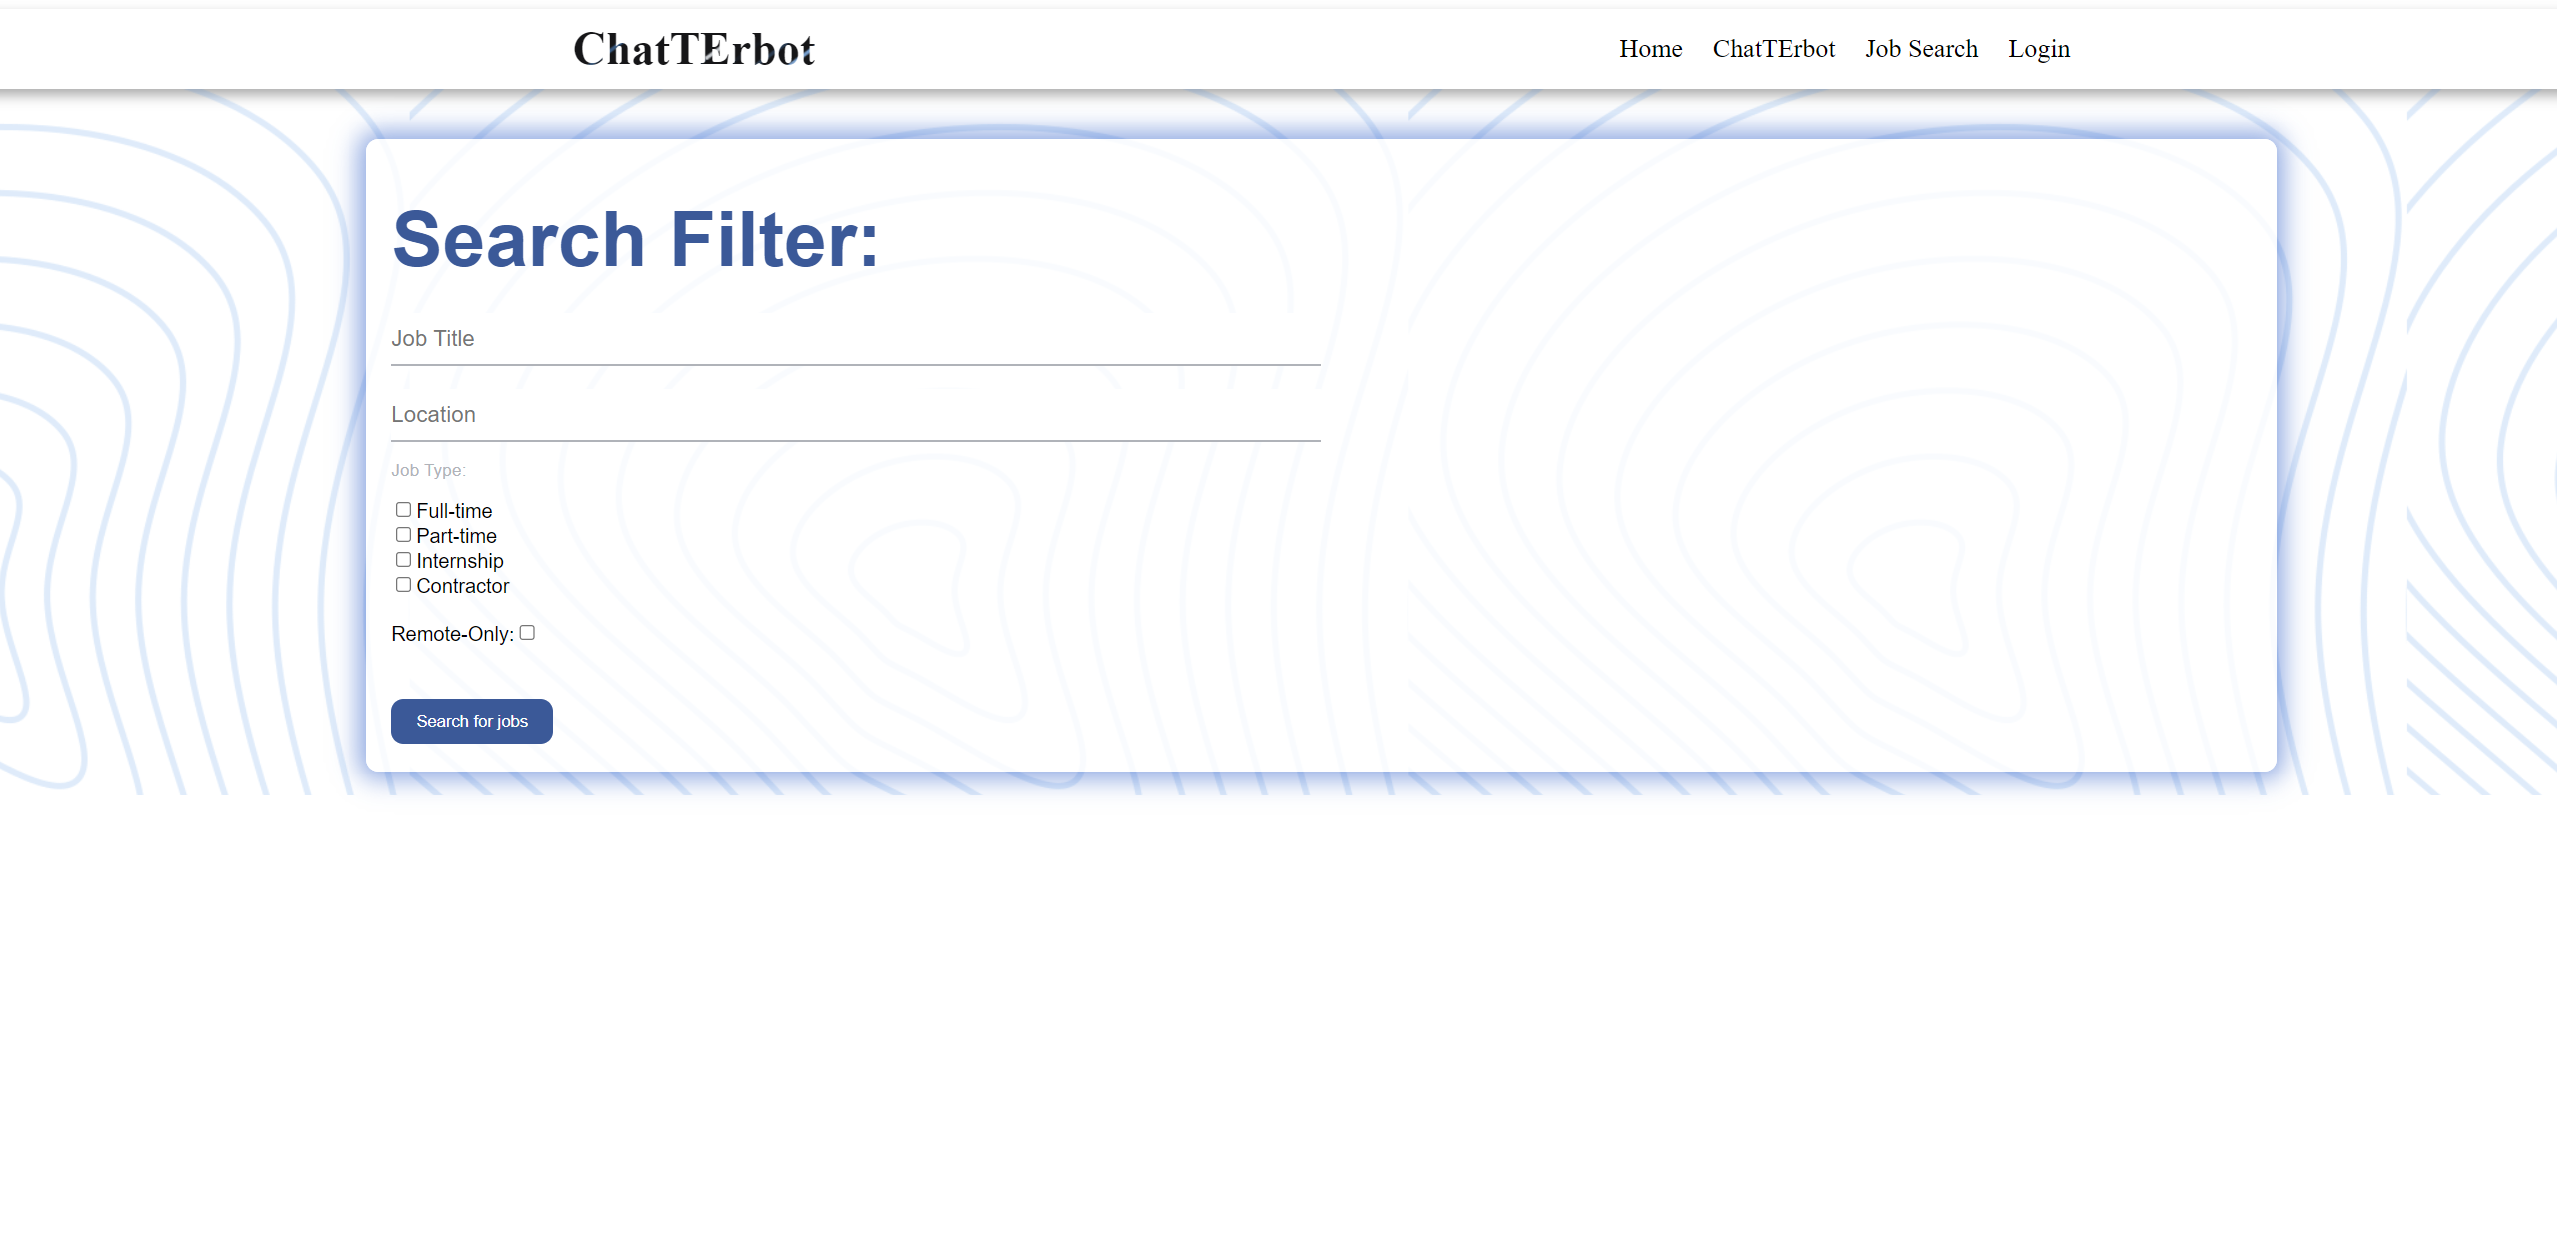 ChatTErbot
Home ChatTErbot Job Search Login
Search Filter:
Job Title
Location
Job Type:
Full-time
Part-time
Internship
Contractor
Remote-Only:
Search for jobs